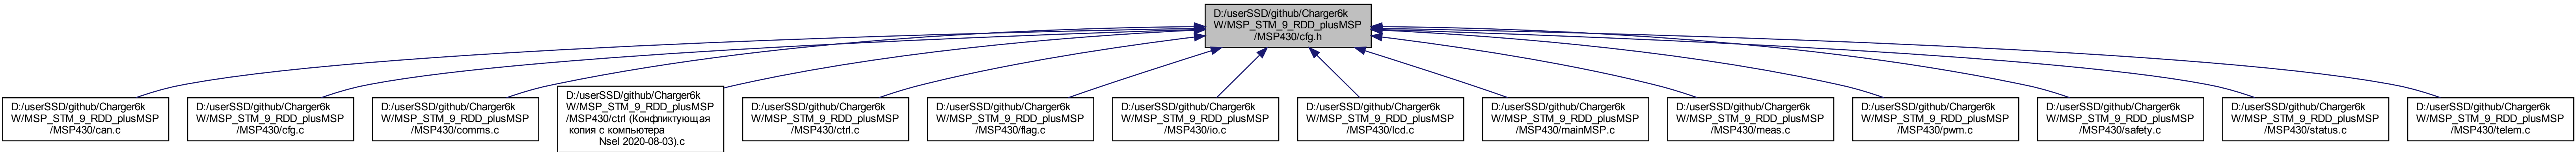 D:/userSSD/github/Charger6k
W/MSP_STM_9_RDD_plusMSP
/MSP430/cfg.h
D:/userSSD/github/Charger6k
W/MSP_STM_9_RDD_plusMSP
/MSP430/can.c
D:/userSSD/github/Charger6k
W/MSP_STM_9_RDD_plusMSP
/MSP430/cfg.c
D:/userSSD/github/Charger6k
W/MSP_STM_9_RDD_plusMSP
/MSP430/comms.c
D:/userSSD/github/Charger6k
W/MSP_STM_9_RDD_plusMSP
/MSP430/ctrl (Конфликтующая
копия с компьютера
Nsel 2020-08-03).c
D:/userSSD/github/Charger6k
W/MSP_STM_9_RDD_plusMSP
/MSP430/ctrl.c
D:/userSSD/github/Charger6k
W/MSP_STM_9_RDD_plusMSP
/MSP430/flag.c
D:/userSSD/github/Charger6k
W/MSP_STM_9_RDD_plusMSP
/MSP430/io.c
D:/userSSD/github/Charger6k
W/MSP_STM_9_RDD_plusMSP
/MSP430/lcd.c
D:/userSSD/github/Charger6k
W/MSP_STM_9_RDD_plusMSP
/MSP430/mainMSP.c
D:/userSSD/github/Charger6k
W/MSP_STM_9_RDD_plusMSP
/MSP430/meas.c
D:/userSSD/github/Charger6k
W/MSP_STM_9_RDD_plusMSP
/MSP430/pwm.c
D:/userSSD/github/Charger6k
W/MSP_STM_9_RDD_plusMSP
/MSP430/safety.c
D:/userSSD/github/Charger6k
W/MSP_STM_9_RDD_plusMSP
/MSP430/status.c
D:/userSSD/github/Charger6k
W/MSP_STM_9_RDD_plusMSP
/MSP430/telem.c